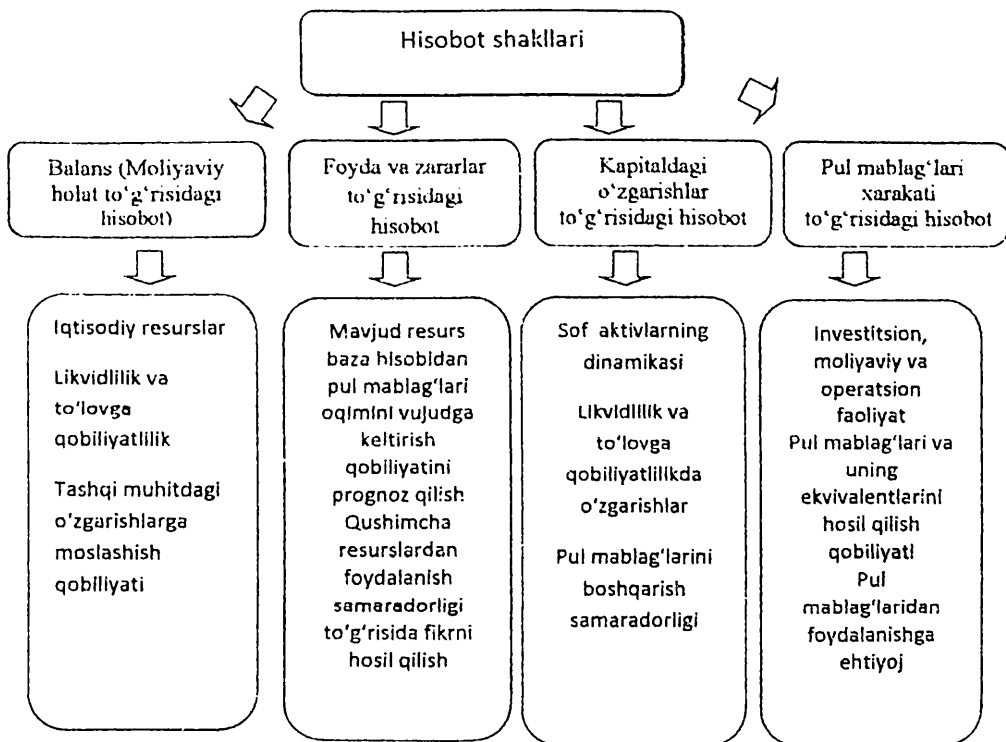 Hisobot shakllari
Balans (Moliyaviy
holat to‘g‘risidagi
hisobot)
Foyda va zararlar
to‘g‘risidagi
hisobot
Kapitaldagi
o‘zgarishlar
to‘g‘risidagi hisobot
Pul mablag‘lari
xarakati
to‘g‘risidagi hisobot
Iqtisodiy resurslar
Likvidlilik va
to‘lovga
qobiliyatlilik
Tashqi muhitdagi
o‘zgarishlarga
moslashish
qobiliyati
Mavjud resurs
baza hisobidan
pul mablag‘lari
oqimini vujudga
keltirish
qobiliyatini
prognoz qilish
Qushimcha
resurslardan
foydalanish
samaradorligi
to‘g‘risida fikrni
hosil qilish
Sof aktivlarning
dinamikasi
Likvidlilik va
to‘lovga
qobiliyatlilikda
o‘zgarishlar
Pul mablag‘larini
boshqarish
samaradorligi
Investitsion,
moliyaviy va
operatsion
faoliyat
Pul mablag‘lari va
uning
ekvivalentlarini
hosil qilish
qobiliyati
Pul
mablag‘laridan
foydalanishga
ehtiyoj